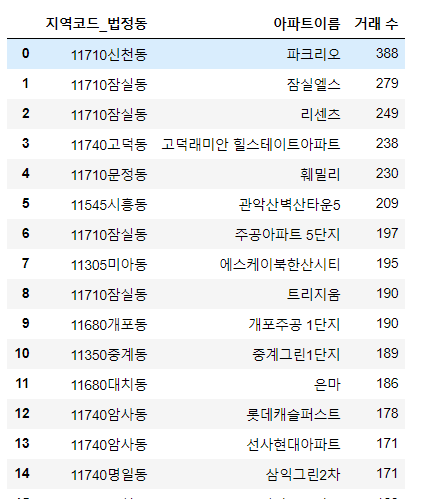 지역코드_법정동 아파트이름 거래 수
0 11710신천동 파크리오 388
1 11710잠실동 잠실엘스 279
2 11710잠실동 리센츠 249
3 11740고덕동 고덕래미안 힐스테이트아파트 238
4 11710문정동 훼밀리 230
5 11545시흥동 관악산벽산타운5 209
6 11710잠실동 주공아파트 5단지 197
7 11305미아동 에스케이북한산시티 195
8 11710잠실동 트리지움 190
9 11680개포동 개포주공 1단지 190
10 11350중계동 중계그린1단지 189
11 11680대치동 은마 186
12 11740암사동 롯데캐슬퍼스트 178
13 11740암사동 선사현대아파트 171
14 11740명일동 삼익그린2차 171